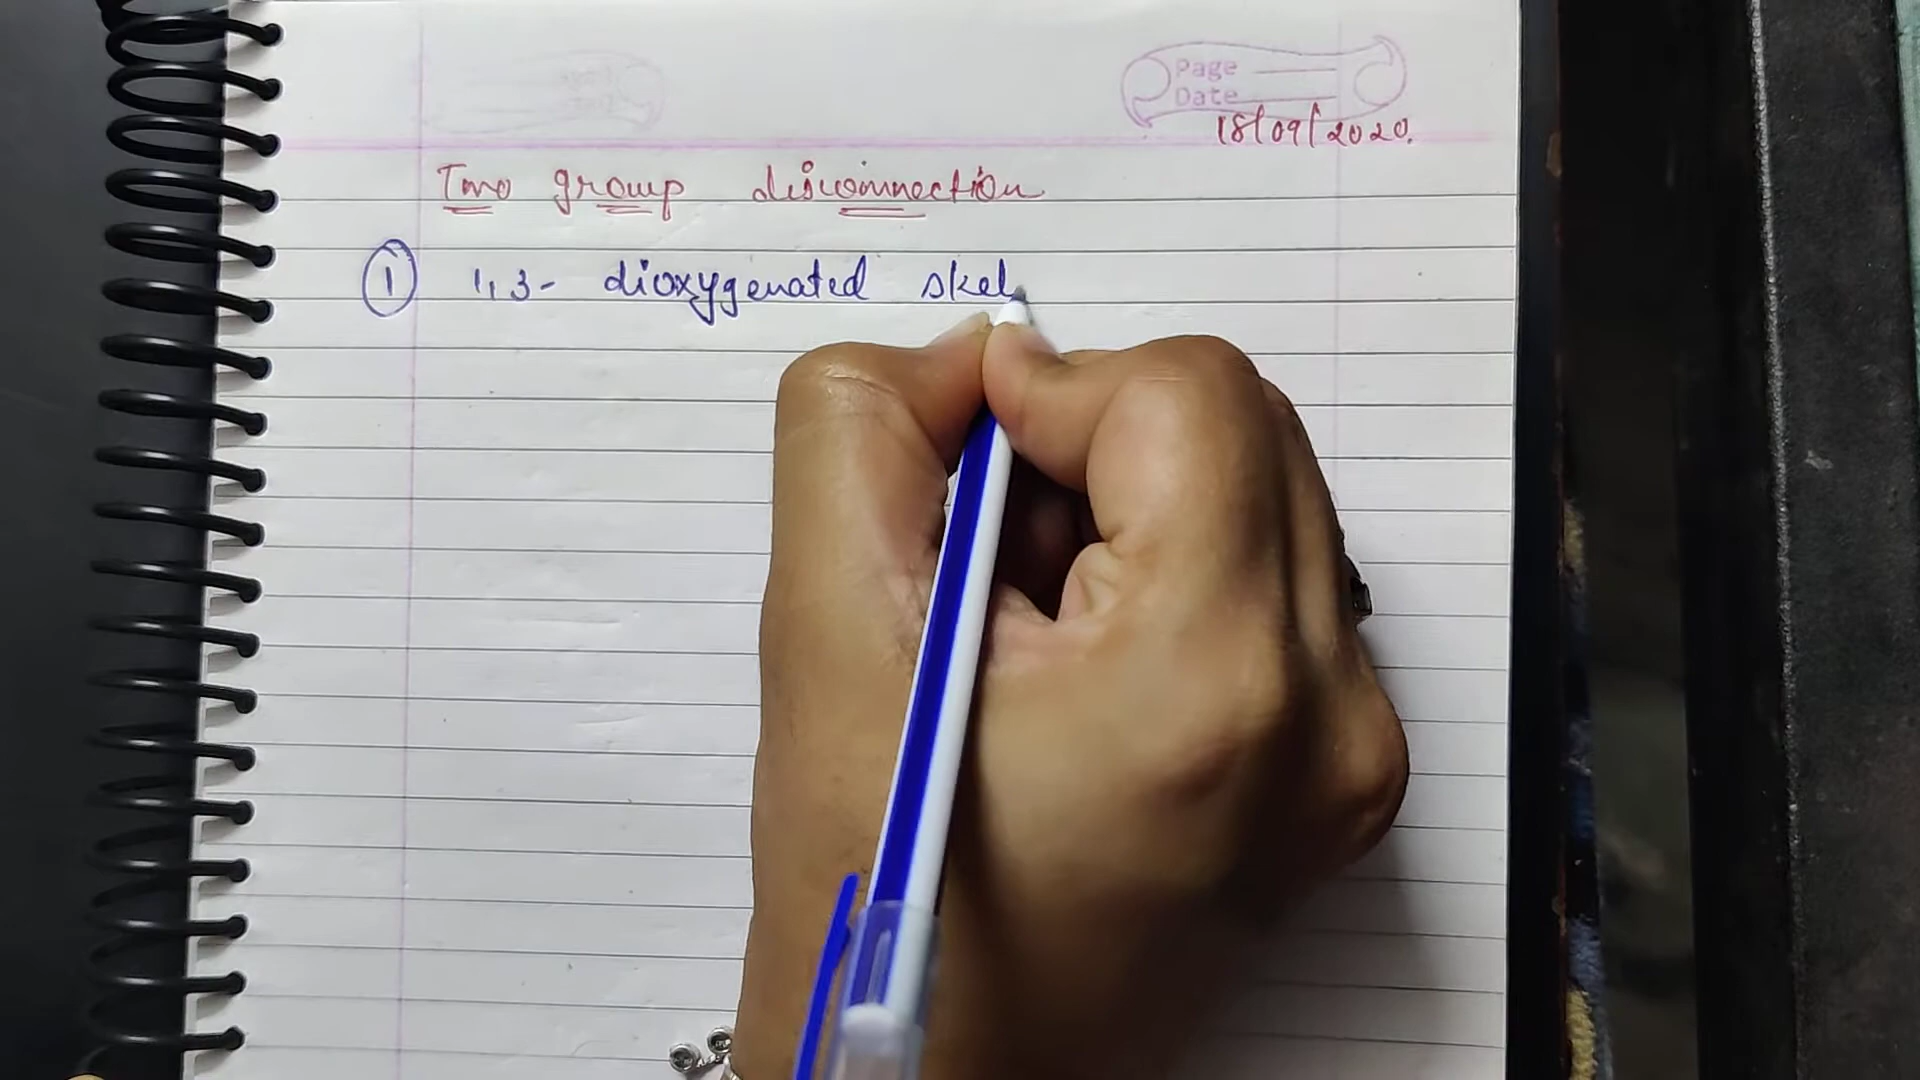 Page
Date
18/09/2020.
Two group disconnection
① 1,3- dioxygenated skel